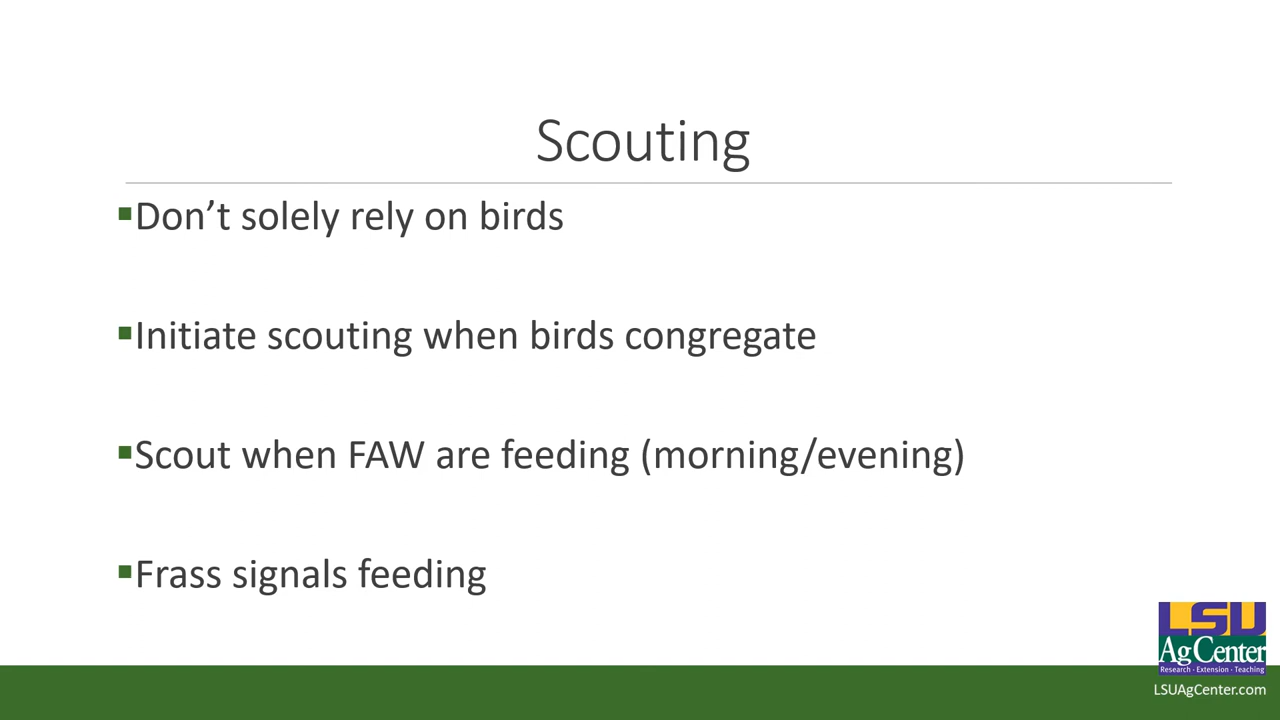 Scouting
▪Don’t solely rely on birds
▪Initiate scouting when birds congregate
▪Scout when FAW are feeding (morning/evening)
▪Frass signals feeding
LSU
AgCenter
Research · Extension · Teaching
LSUAgCenter.com